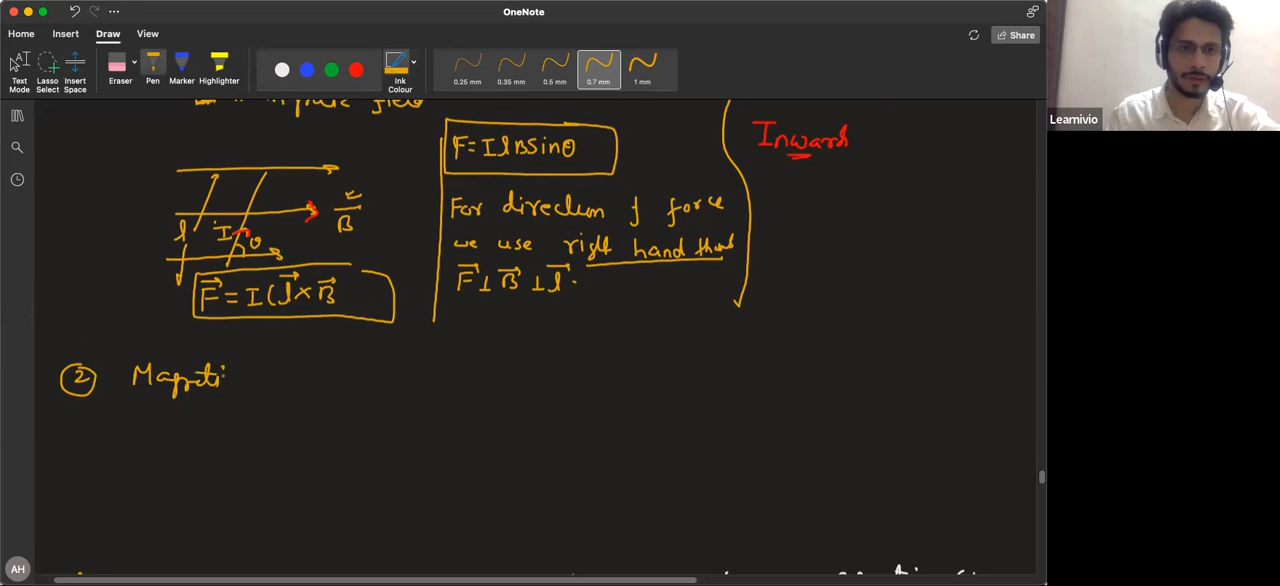 OneNote
Home Insert Draw View
Share
Text Mode
Lasso Select
Insert Space
Eraser
Pen
Marker
Highlighter
Ink Colour
0.25 mm
0.35 mm
0.5 mm
0.7 mm
1 mm
Learnivio
field
l
I
θ
B
F⃗ = I(l⃗ × B⃗
F = IlBsinθ
For direction of force
we use right hand
F⃗ ⊥ B⃗ ⊥ l⃗ .
Inward
② Magneti
AH